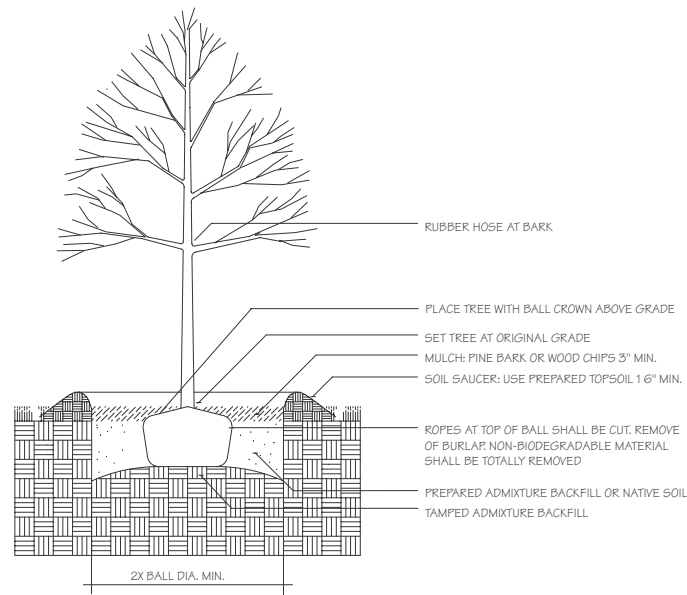 RUBBER HOSE AT BARK
PLACE TREE WITH BALL CROWN ABOVE GRADE
SET TREE AT ORIGINAL GRADE
MULCH: PINE BARK OR WOOD CHIPS 3" MIN.
SOIL SAUCER: USE PREPARED TOPSOIL 1 6" MIN.
ROPES AT TOP OF BALL SHALL BE CUT. REMOVE
OF BURLAP. NON-BIODEGRADABLE MATERIAL
SHALL BE TOTALLY REMOVED
PREPARED ADMIXTURE BACKFILL OR NATIVE SOIL
TAMPED ADMIXTURE BACKFILL
2X BALL DIA. MIN.